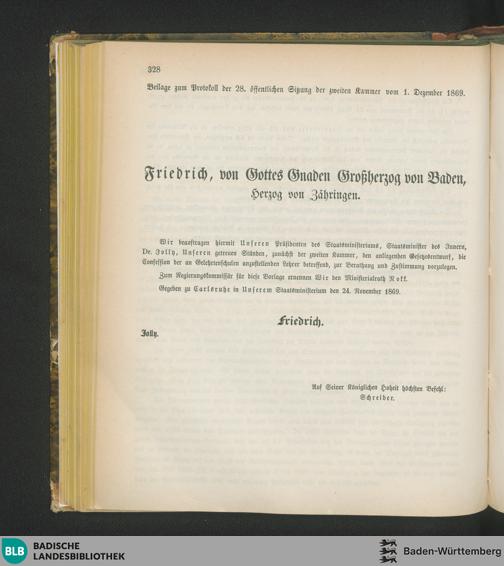 328
Beilage zum Protokoll der 28. öffentlichen Sitzung der zweiten Kammer vom 1. Dezember 1869.
Friedrich, von Gottes Gnaden Großherzog von Baden,
Herzog von Zähringen.
Wir beauftragen hiermit Unseren Präsidenten des Staatsministeriums, Staatsminister des Innern,
Dr. Jolly, Unseren getreuen Ständen, zunächst der zweiten Kammer, den anliegenden Gesetzentwurf, die
Confession der an Gelehrtenschulen anzustellenden Lehrer betreffend, zur Berathung und Zustimmung vorzulegen.
Zum Regierungskommissär für diese Vorlage ernennen Wir den Ministerialrath Nokk.
Gegeben zu Carlsruhe in Unserem Staatsministerium den 24. November 1869.
Friedrich.
Jolly.
Auf Seiner Königlichen Hoheit höchsten Befehl:
Schreiber.
BLB BADISCHE
LANDESBIBLIOTHEK
Baden-Württemberg